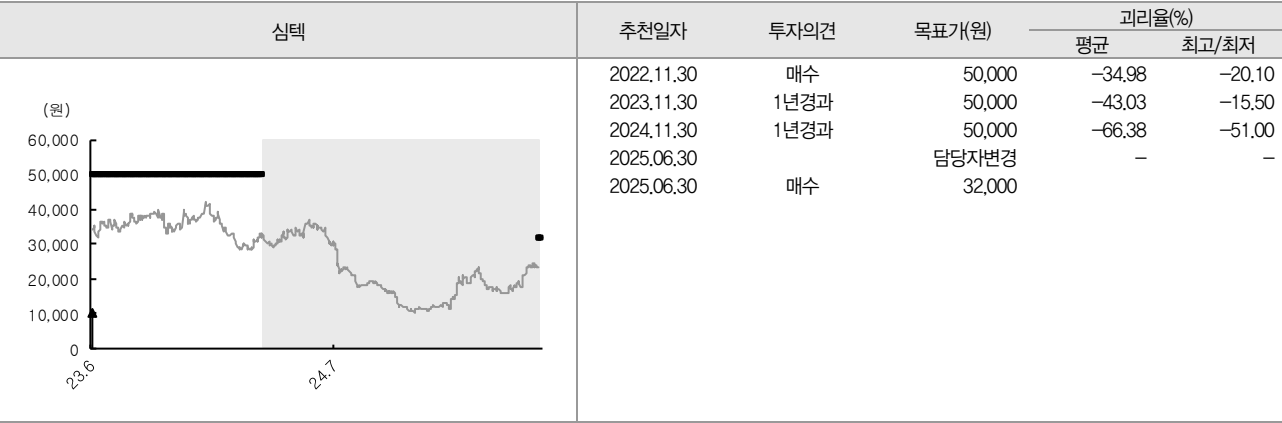 심텍 추천일자 투자의견 목표가(원) 괴리율(%)
평균 최고/최저
(원)
60,000
50,000
40,000
30,000
20,000
10,000
0
23.6 24.7
2022.11.30 매수 50,000 -34.98 -20.10
2023.11.30 1년경과 50,000 -43.03 -15.50
2024.11.30 1년경과 50,000 -66.38 -51.00
2025.06.30 담당자변경 - -
2025.06.30 매수 32,000